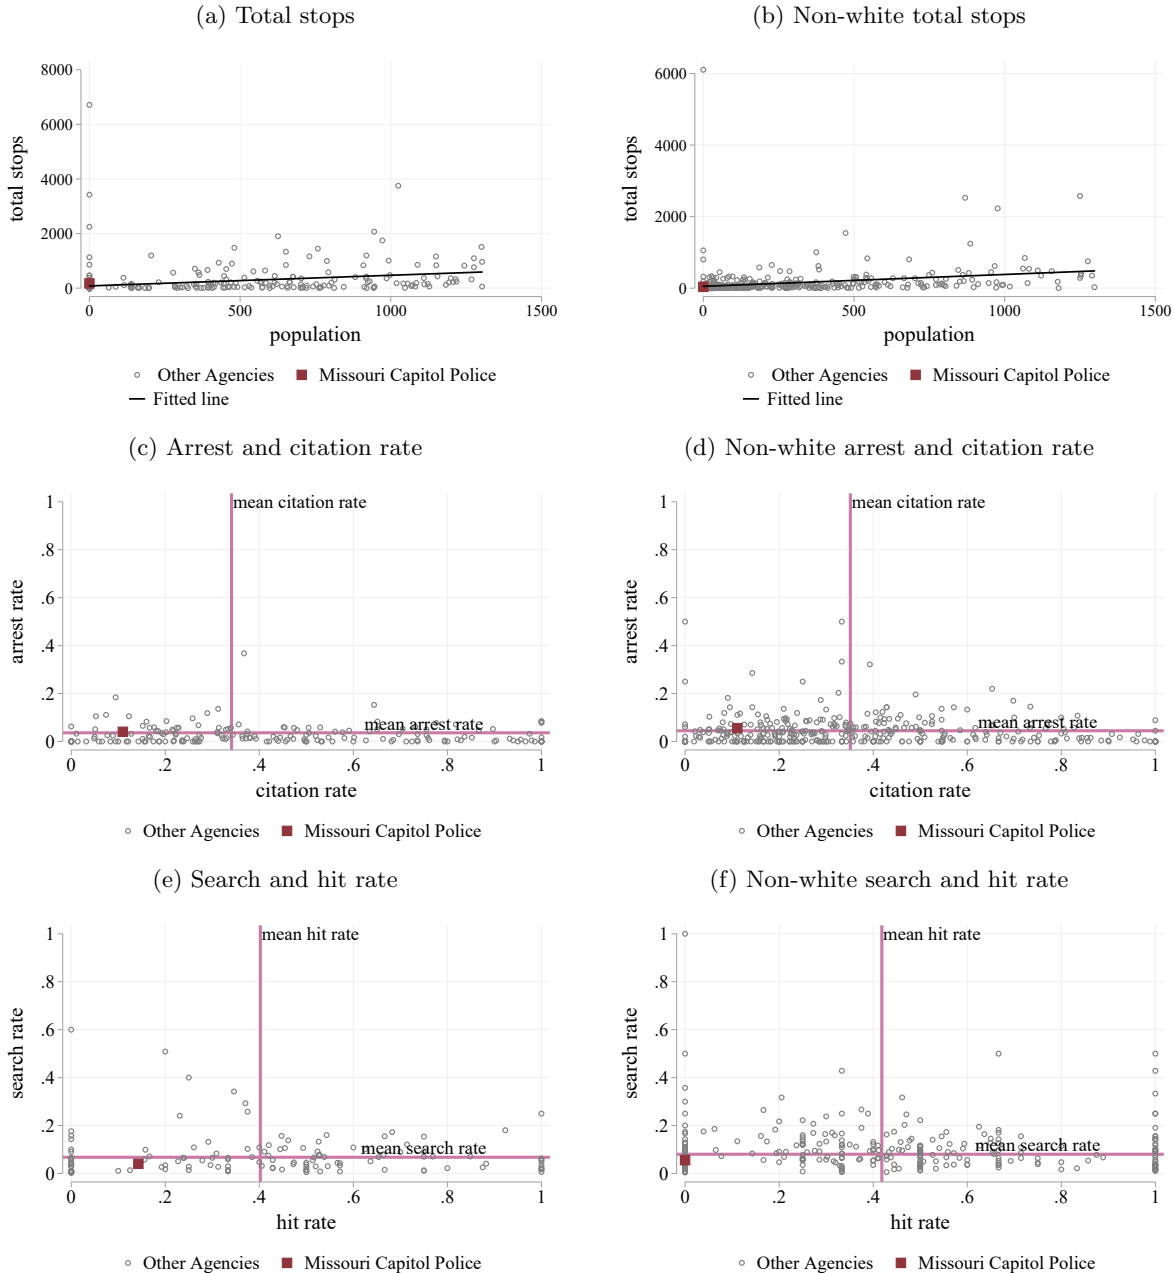 (a) Total stops
(b) Non-white total stops
8000
6000
4000
2000
0
total stops
0
500
1000
1500
population
Other Agencies
Missouri Capitol Police
Fitted line
6000
4000
2000
0
total stops
0
500
1000
1500
population
Other Agencies
Missouri Capitol Police
Fitted line
(c) Arrest and citation rate
(d) Non-white arrest and citation rate
1
.8
.6
.4
.2
0
arrest rate
mean citation rate
mean arrest rate
0
.2
.4
.6
.8
1
citation rate
Other Agencies
Missouri Capitol Police
1
.8
.6
.4
.2
0
arrest rate
mean citation rate
mean arrest rate
0
.2
.4
.6
.8
1
citation rate
Other Agencies
Missouri Capitol Police
(e) Search and hit rate
(f) Non-white search and hit rate
1
.8
.6
.4
.2
0
search rate
mean hit rate
mean search rate
0
.2
.4
.6
.8
1
hit rate
Other Agencies
Missouri Capitol Police
1
.8
.6
.4
.2
0
search rate
mean hit rate
mean search rate
0
.2
.4
.6
.8
1
hit rate
Other Agencies
Missouri Capitol Police